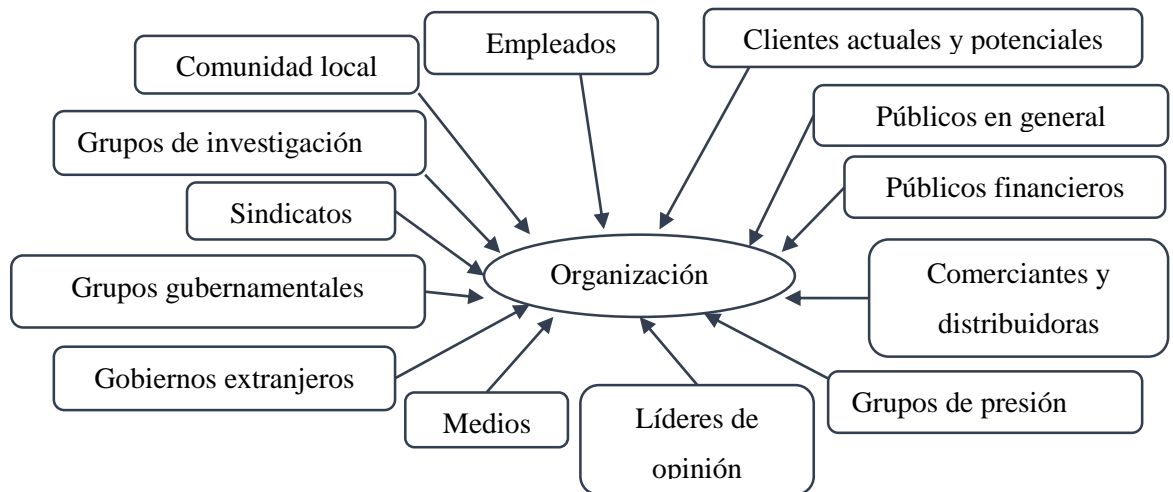 Empleados
Clientes actuales y potenciales
Comunidad local
Públicos en general
Grupos de investigación
Públicos financieros
Sindicatos
Organización
Comerciantes y
distribuidoras
Grupos gubernamentales
Gobiernos extranjeros
Grupos de presión
Medios
Líderes de
opinión